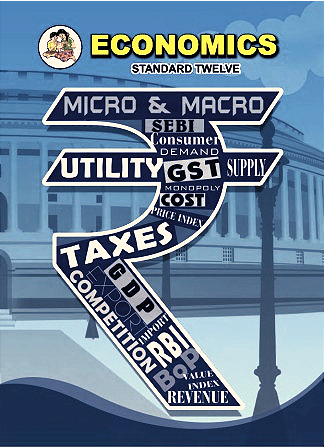 ECONOMICS
STANDARD TWELVE
MICRO & MACRO
SEBI
Consumer
DEMAND
UTILITY GST SUPPLY
MONOPOLY
COST
PRICE INDEX
TAXES
GDP
EXPORT
IMPORT
COMPETITION
RBI
BOP
VALUE
INDEX
REVENUE